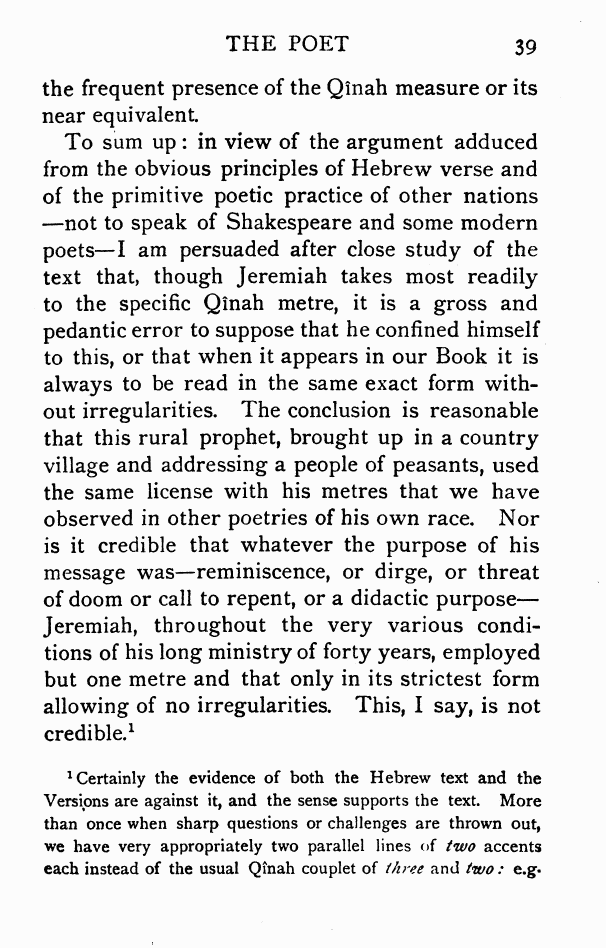 THE POET 39
the frequent presence of the Qînah measure or its
near equivalent.
To sum up: in view of the argument adduced
from the obvious principles of Hebrew verse and
of the primitive poetic practice of other nations
—not to speak of Shakespeare and some modern
poets—I am persuaded after close study of the
text that, though Jeremiah takes most readily
to the specific Qînah metre, it is a gross and
pedantic error to suppose that he confined himself
to this, or that when it appears in our Book it is
always to be read in the same exact form with-
out irregularities. The conclusion is reasonable
that this rural prophet, brought up in a country
village and addressing a people of peasants, used
the same license with his metres that we have
observed in other poetries of his own race. Nor
is it credible that whatever the purpose of his
message was—reminiscence, or dirge, or threat
of doom or call to repent, or a didactic purpose—
Jeremiah, throughout the very various condi-
tions of his long ministry of forty years, employed
but one metre and that only in its strictest form
allowing of no irregularities. This, I say, is not
credible.¹
¹ Certainly the evidence of both the Hebrew text and the
Versions are against it, and the sense supports the text. More
than once when sharp questions or challenges are thrown out,
we have very appropriately two parallel lines of two accents
each instead of the usual Qînah couplet of three and two: e.g.